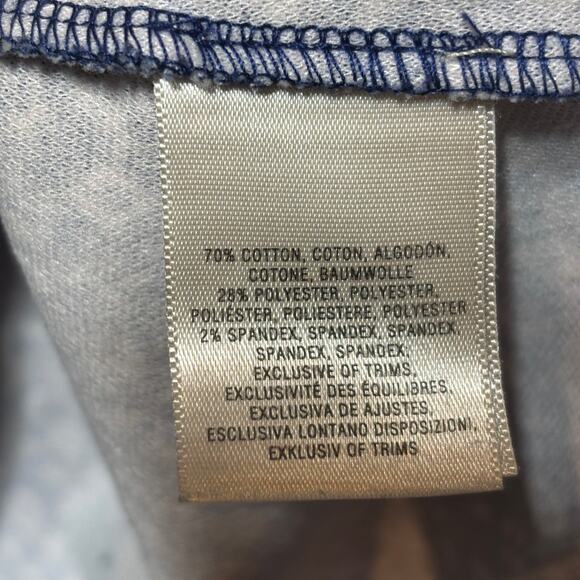 70% COTTON, COTON, ALGODÓN,
COTONE, BAUMWOLLE
28% POLYESTER, POLYESTER,
POLIÉSTER, POLIESTERE, POLYESTER
2% SPANDEX, SPANDEX, SPANDEX,
SPANDEX, SPANDEX,
EXCLUSIVE OF TRIMS,
EXCLUSIVITÉ DES ÉQUILIBRES,
EXCLUSIVA DE AJUSTES,
ESCLUSIVA LONTANO DISPOSIZIONI,
EXKLUSIV OF TRIMS